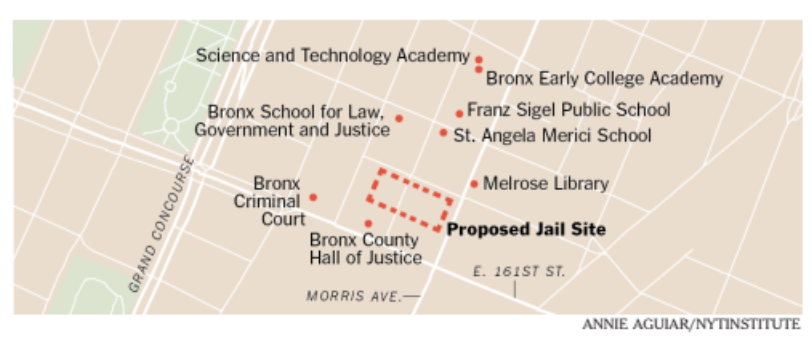 Science and Technology Academy
Bronx Early College Academy
Bronx School for Law,
Government and Justice
Franz Sigel Public School
St. Angela Merici School
Bronx
Criminal
Court
Melrose Library
Proposed Jail Site
Bronx County
Hall of Justice
GRAND CONCOURSE
E. 161ST ST.
MORRIS AVE.
ANNIE AGUIAR/NYTINSTITUTE